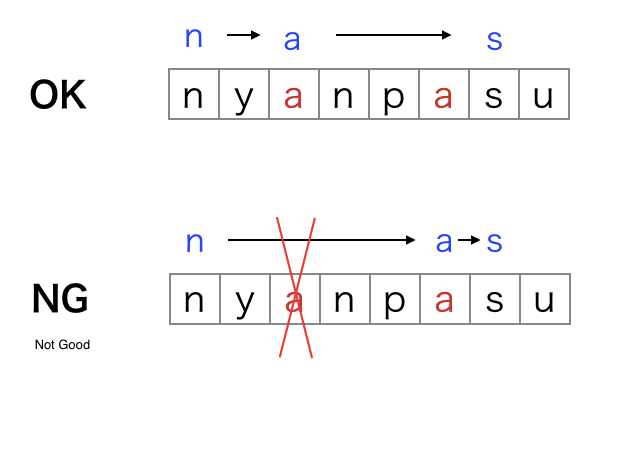 n → a → s
OK
n y a n p a s u
n → a → s
NG
n y a n p a s u
Not Good